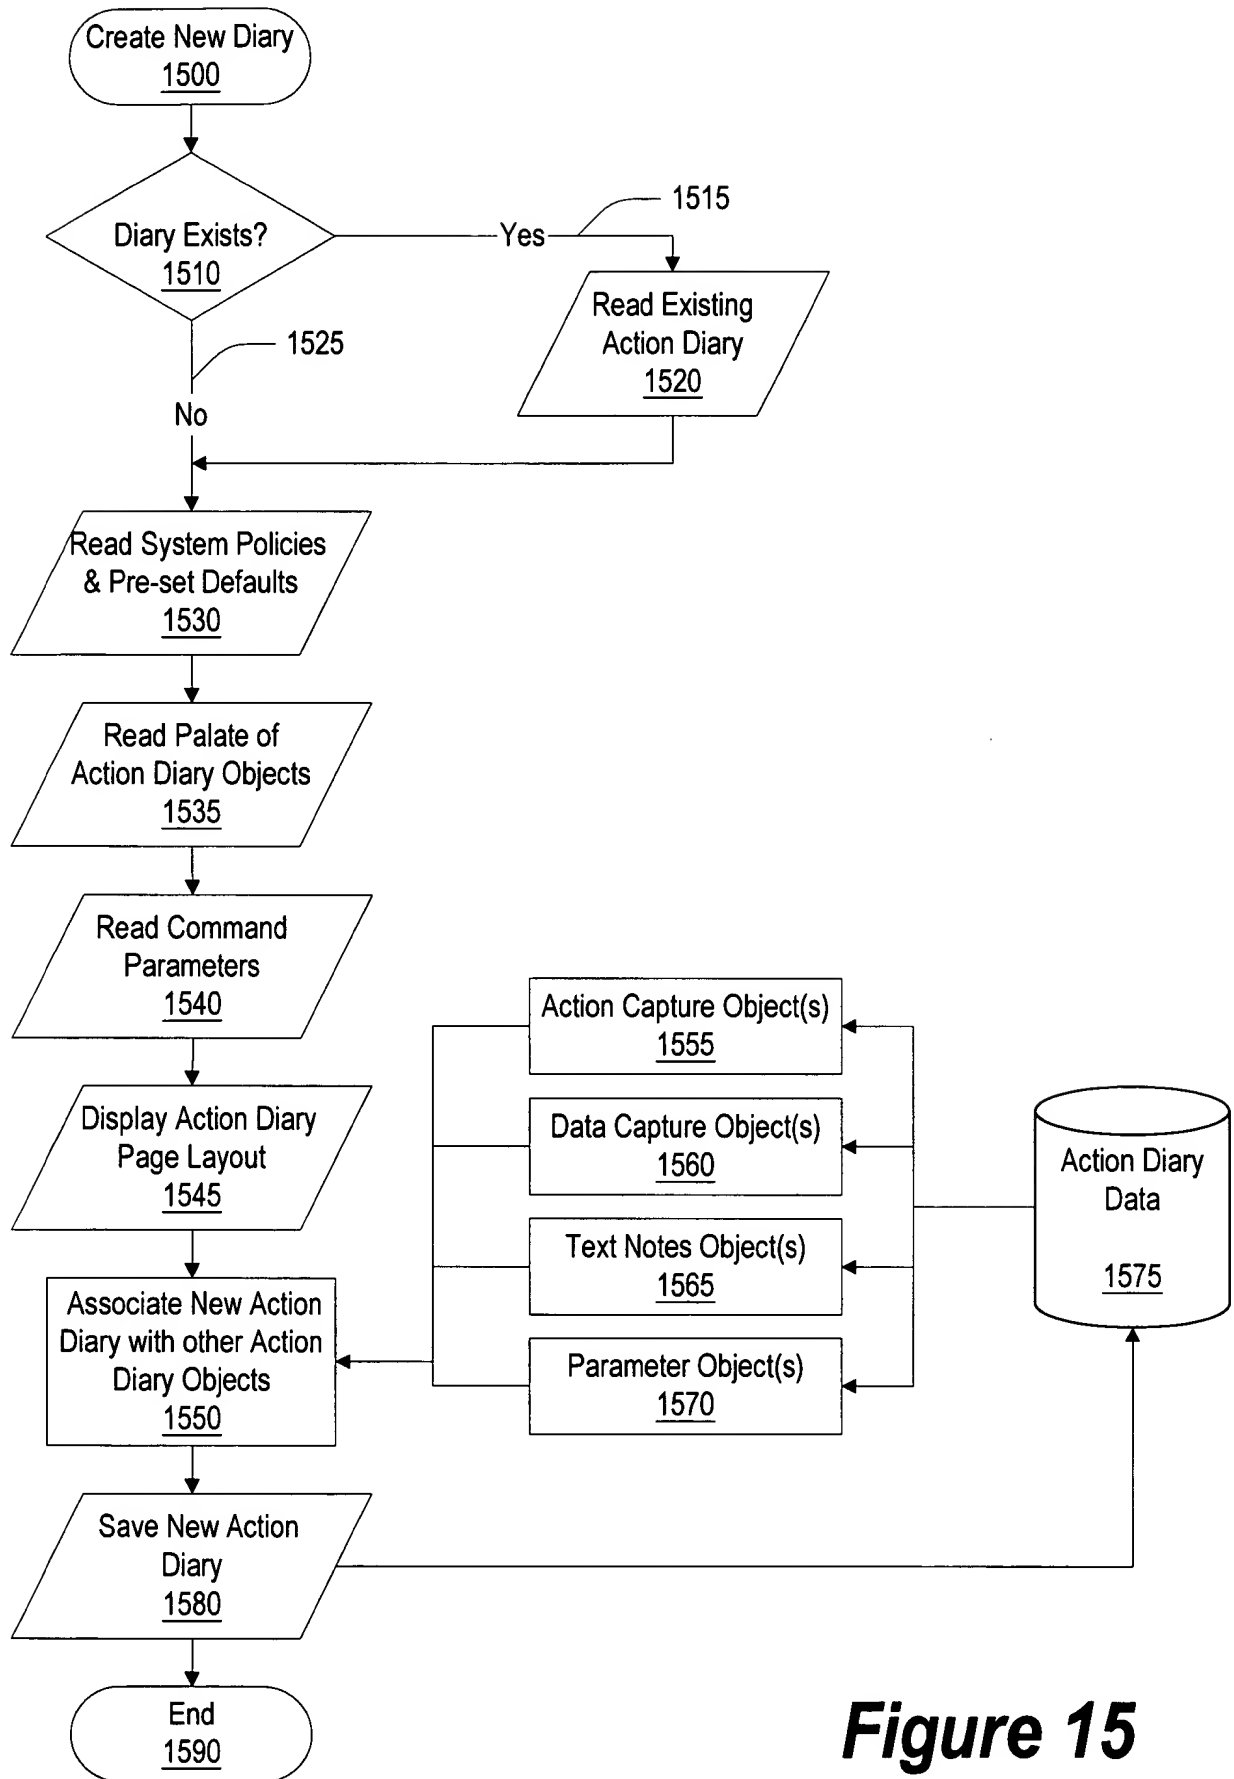 Create New Diary
1500
Diary Exists?
1510
Yes
1515
Read Existing
Action Diary
1520
1525
No
Read System Policies
& Pre-set Defaults
1530
Read Palate of
Action Diary Objects
1535
Read Command
Parameters
1540
Display Action Diary
Page Layout
1545
Associate New Action
Diary with other Action
Diary Objects
1550
Action Capture Object(s)
1555
Data Capture Object(s)
1560
Text Notes Object(s)
1565
Parameter Object(s)
1570
Action Diary
Data
1575
Save New Action
Diary
1580
End
1590
Figure 15